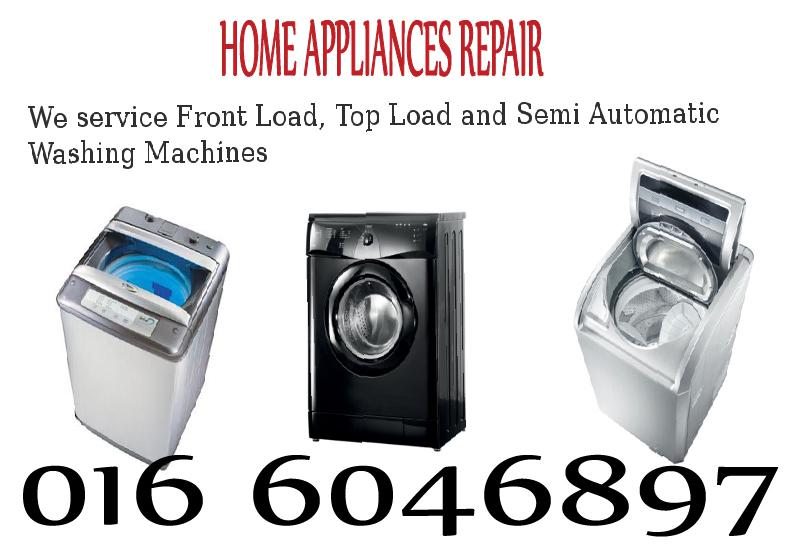 HOME APPLIANCES REPAIR
We service Front Load, Top Load and Semi Automatic
Washing Machines
016 6046897